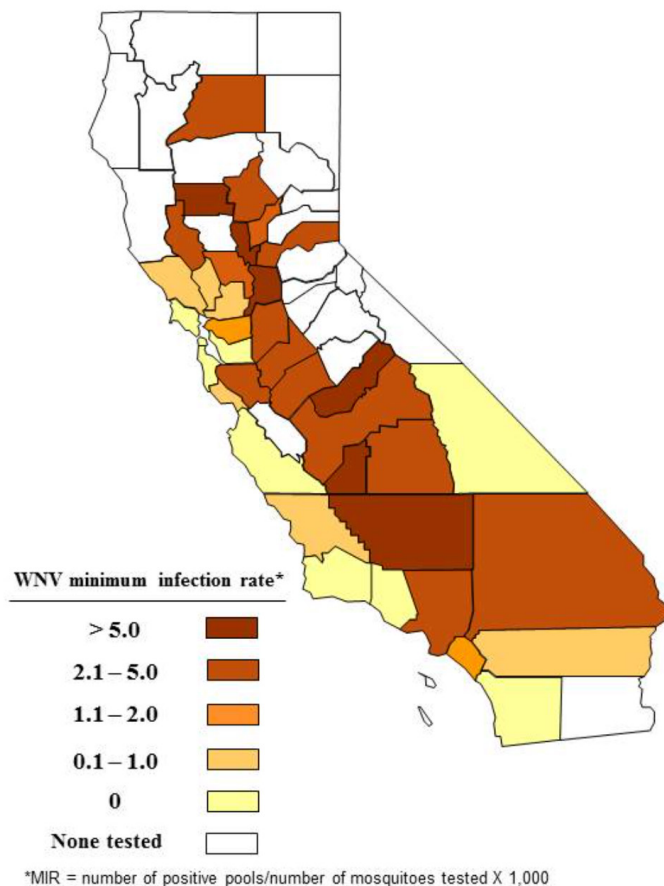 WNV minimum infection rate*
> 5.0
2.1 – 5.0
1.1 – 2.0
0.1 – 1.0
0
None tested
*MIR = number of positive pools/number of mosquitoes tested X 1,000